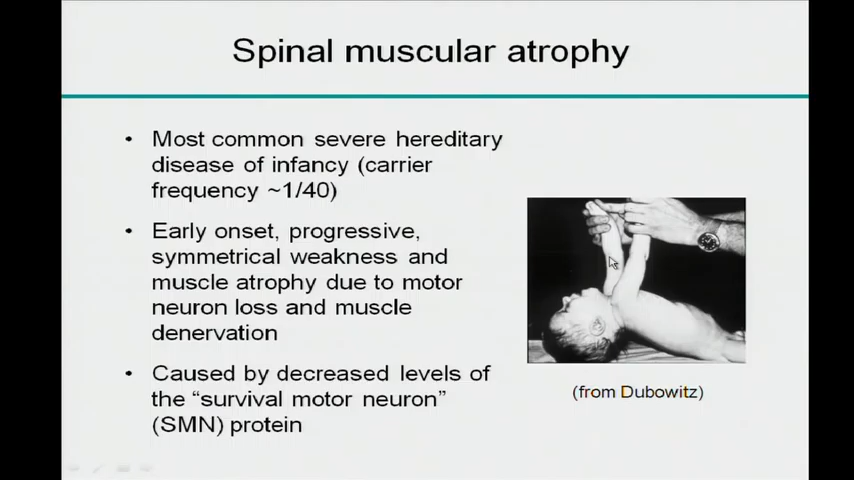 Spinal muscular atrophy
• Most common severe hereditary
disease of infancy (carrier
frequency ~1/40)
• Early onset, progressive,
symmetrical weakness and
muscle atrophy due to motor
neuron loss and muscle
denervation
• Caused by decreased levels of
the “survival motor neuron”
(SMN) protein
(from Dubowitz)